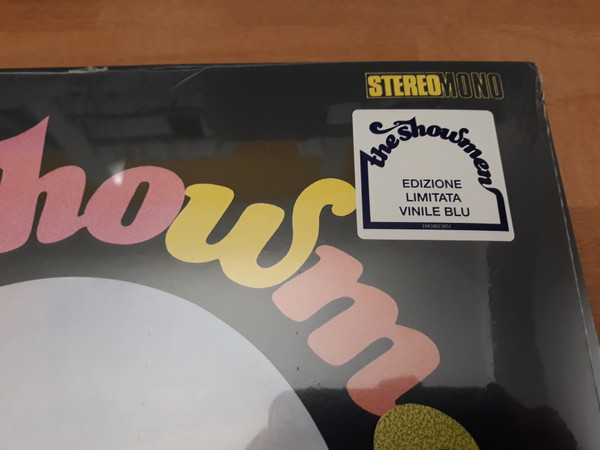 STEREOMONO
the showmen
EDIZIONE
LIMITATA
VINILE BLU
howm